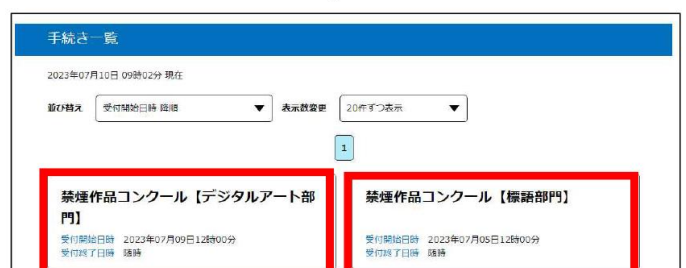 手続き一覧
2023年07月10日 09時02分 現在
並び替え 受付開始日時 降順 ▼ 表示数変更 20件ずつ表示 ▼
1
禁煙作品コンクール【デジタルアート部
門】
受付開始日時 2023年07月09日12時00分
受付終了日時 随時
禁煙作品コンクール【標語部門】
受付開始日時 2023年07月05日12時00分
受付終了日時 随時